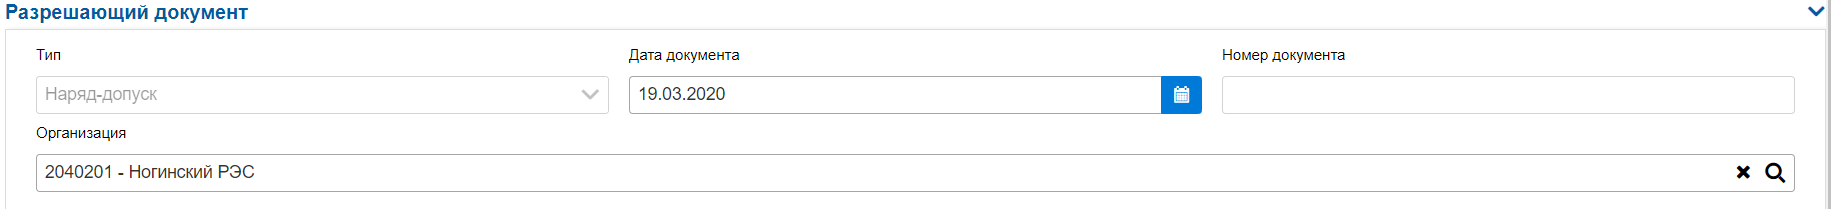 Разрешающий документ
Тип
Дата документа
Номер документа
Наряд-допуск
19.03.2020
Организация
2040201 - Ногинский РЭС